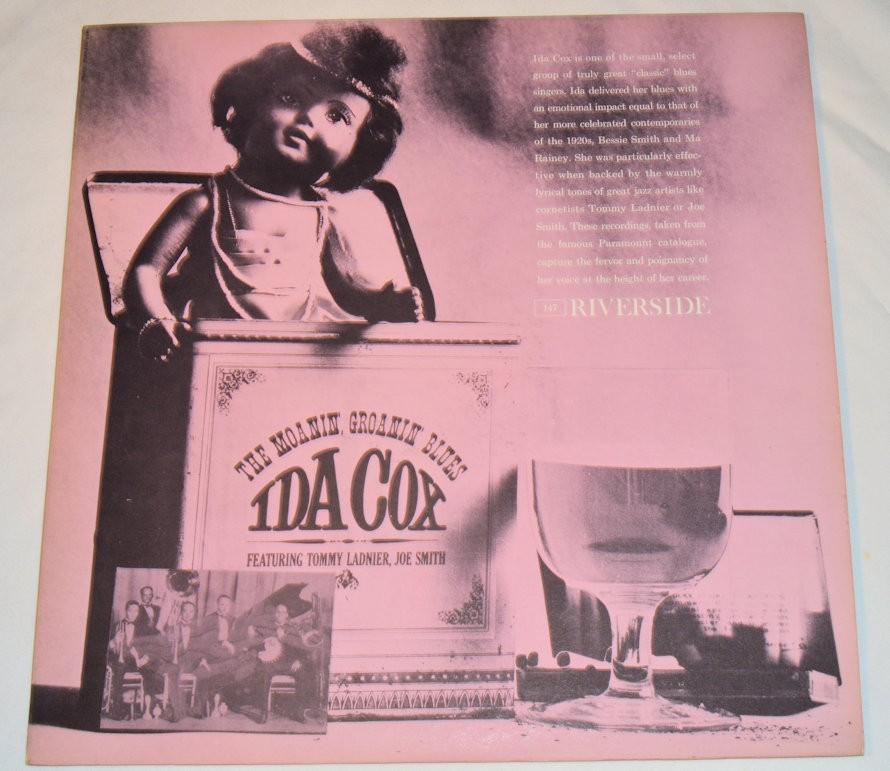 Ida Cox is one of the small, select
group of truly great "classic" blues
singers. Ida delivered her blues with
an emotional impact equal to that of
her more celebrated contemporaries
of the 1920s, Bessie Smith and Ma
Rainey. She was particularly effec-
tive when backed by the warmly
lyrical tones of great jazz artists like
cornetists Tommy Ladnier or Joe
Smith. These recordings, taken from
the famous Paramount catalogue,
capture the fervor and poignancy of
her voice at the height of her career.
147 RIVERSIDE
THE MOANIN', GROANIN' BLUES
IDA COX
FEATURING TOMMY LADNIER, JOE SMITH